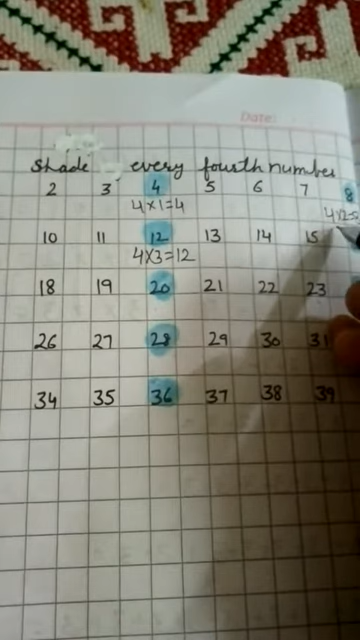 Date:
Shade every fourth number
2 3 4 5 6 7 8
4×1=4 4×2=
10 11 12 13 14 15
4×3=12
18 19 20 21 22 23
26 27 28 29 30 31
34 35 36 37 38 39